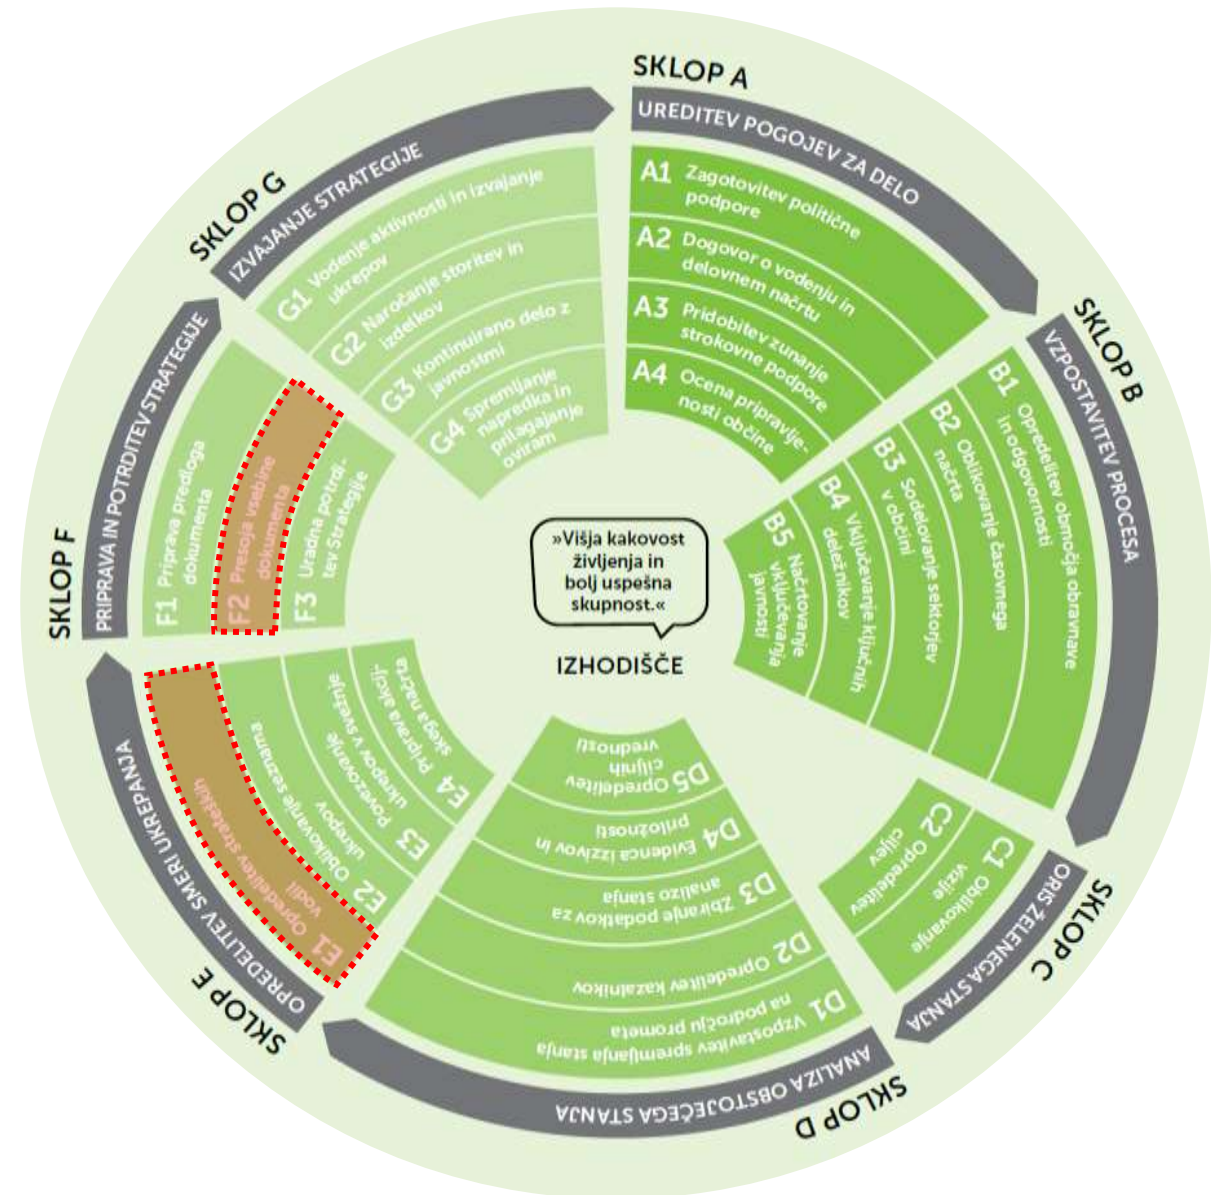 SKLOP A
UREDITEV POGOJEV ZA DELO
A1 Zagotovitev politične
podpore
A2 Dogovor o vodenju in
delovnem načrtu
A3 Pridobitev zunanje
strokovne podpore
A4 Ocena pripravlje-
nosti občine
SKLOP B
VZPOSTAVITEV PROCESA
B1 Opredelitev območja obravnave
in odgovornosti
B2 Oblikovanje časovnega
načrta
B3 Sodelovanje sektorjev
v občini
B4 Vključevanje ključnih
deležnikov
B5 Načrtovanje
vključevanja
javnosti
SKLOP C
ORIS ŽELENEGA STANJA
C1 Oblikovanje
vizije
C2 Opredelitev
ciljev
SKLOP D
ANALIZA OBSTOJEČEGA STANJA
D1 Vzpostavitev spremljanja stanja
na področju prometa
D2 Opredelitev kazalnikov
D3 Zbiranje podatkov za
analizo stanja
D4 Evidenca izzivov in
priložnosti
D5 Opredelitev
ciljnih
vrednosti
SKLOP E
OPREDELITEV SMERI UKREPANJA
E1 Opredelitev strateških
vodil
E2 Oblikovanje seznama
ukrepov
E3 Povezovanje
ukrepov v svežnje
E4 Priprava akcij-
skega načrta
SKLOP F
PRIPRAVA IN POTRDITEV STRATEGIJE
F1 Priprava predloga
dokumenta
F2 Presoja vsebine
dokumenta
F3 Uradna potrdi-
tev Strategije
SKLOP G
IZVAJANJE STRATEGIJE
G1 Vodenje aktivnosti in izvajanje
ukrepov
G2 Naročanje storitev in
izdelkov
G3 Kontinuirano delo z
javnostmi
G4 Spremljanje
napredka in
prilagajanje
oviram
»Višja kakovost
življenja in
bolj uspešna
skupnost.«
IZHODIŠČE